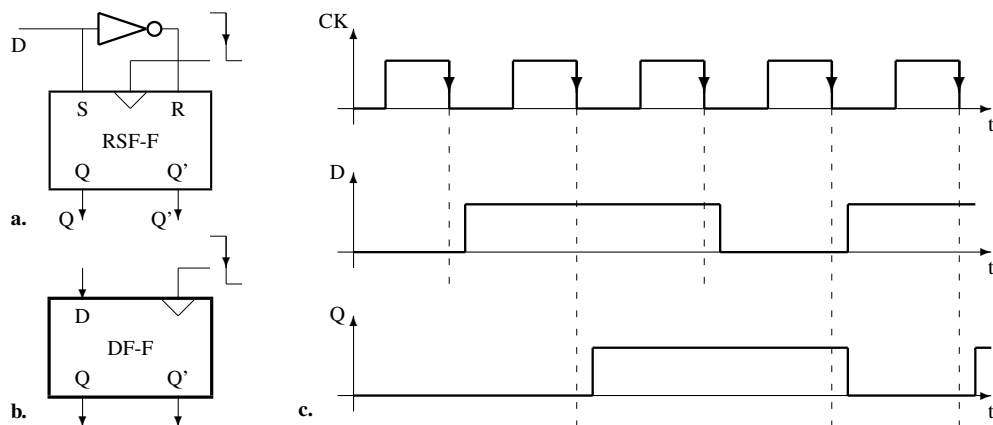 D
S R
RSF-F
Q Q’
a. Q Q’
D
DF-F
Q Q’
b.
CK
t
D
t
Q
c. t